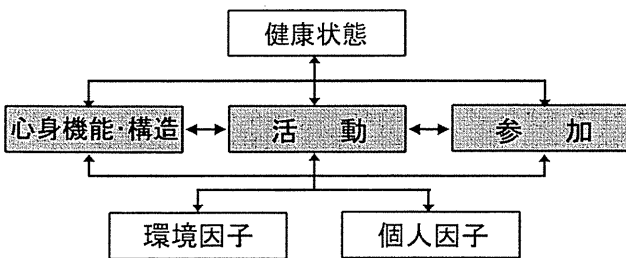 健康状態
心身機能・構造
活動
参加
環境因子
個人因子